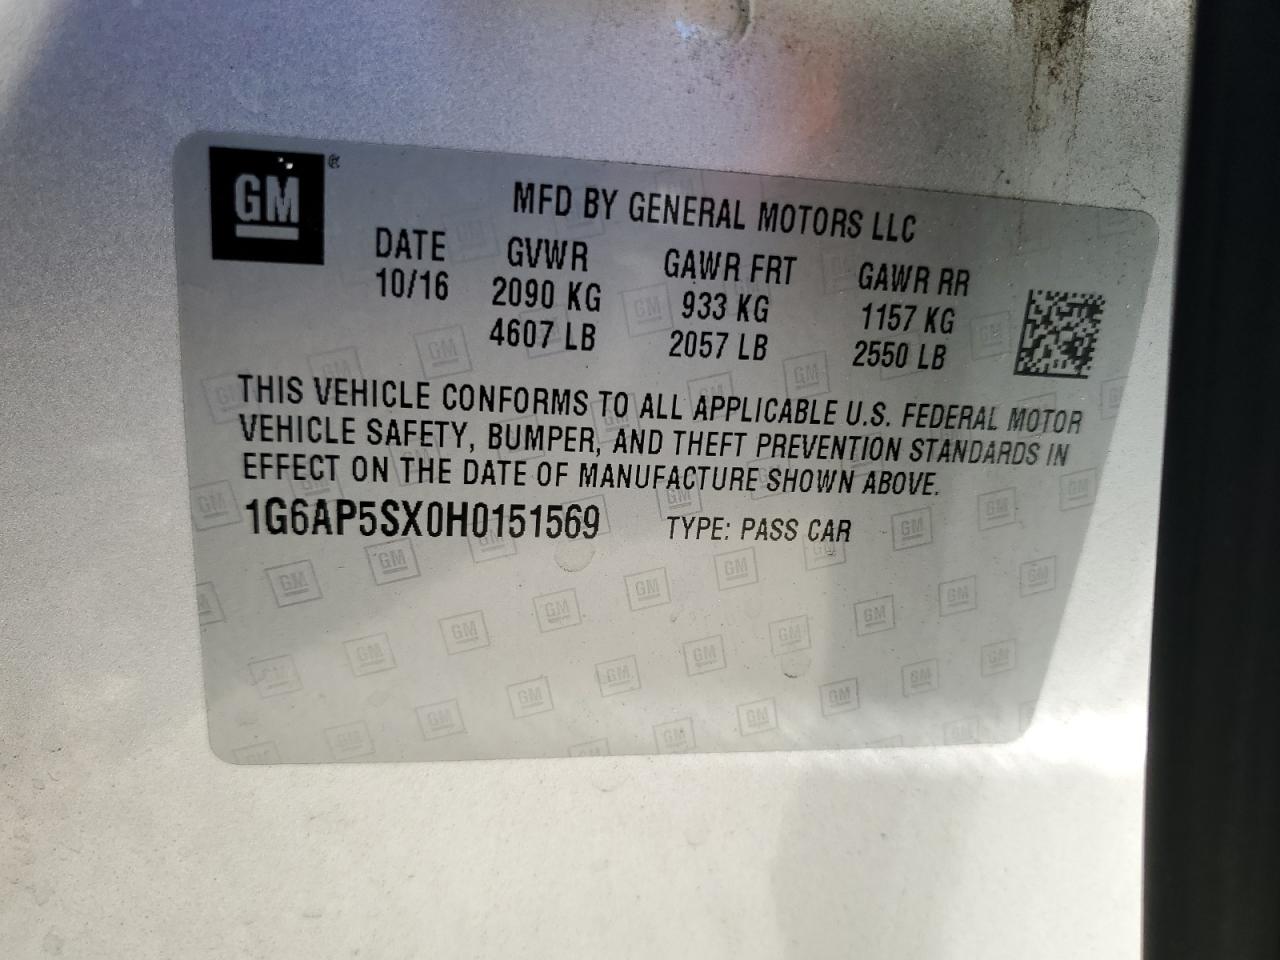 GM ®
MFD BY GENERAL MOTORS LLC
DATE GVWR GAWR FRT GAWR RR
10/16 2090 KG 933 KG 1157 KG
4607 LB 2057 LB 2550 LB
THIS VEHICLE CONFORMS TO ALL APPLICABLE U.S. FEDERAL MOTOR
VEHICLE SAFETY, BUMPER, AND THEFT PREVENTION STANDARDS IN
EFFECT ON THE DATE OF MANUFACTURE SHOWN ABOVE.
1G6AP5SX0H0151569 TYPE: PASS CAR